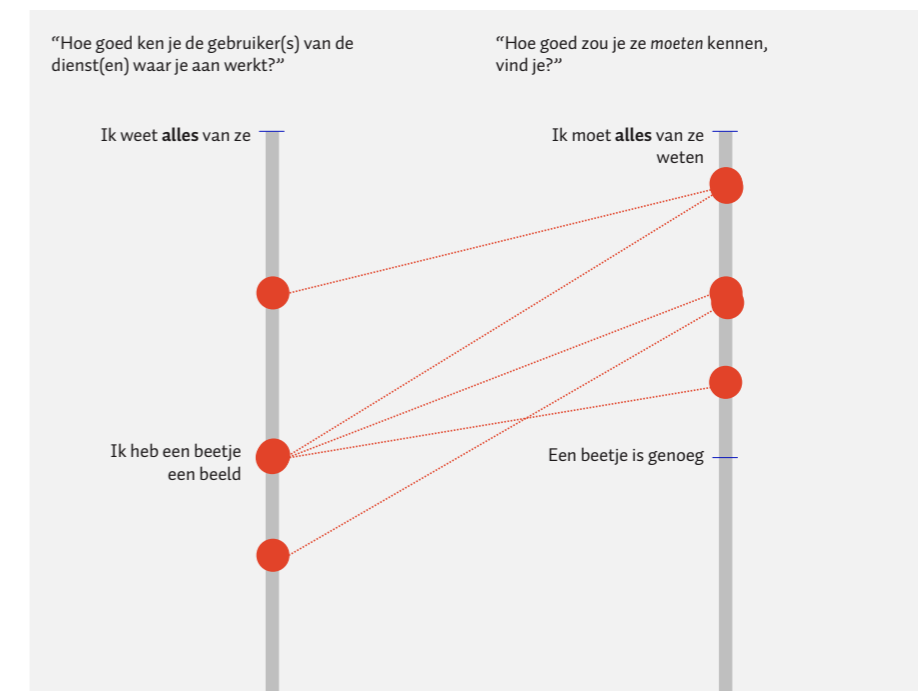 “Hoe goed ken je de gebruiker(s) van de
dienst(en) waar je aan werkt?”
“Hoe goed zou je ze moeten kennen,
vind je?”
Ik weet alles van ze
Ik moet alles van ze
weten
Ik heb een beetje
een beeld
Een beetje is genoeg